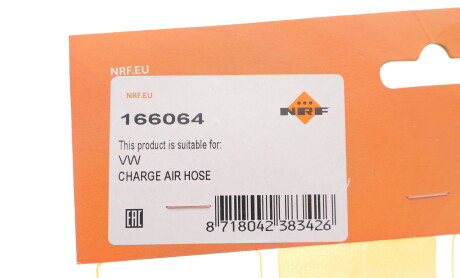 NRF.EU
NRF.EU
166064
NRF
This product is suitable for:
VW
CHARGE AIR HOSE
EAC
8 718042 383426